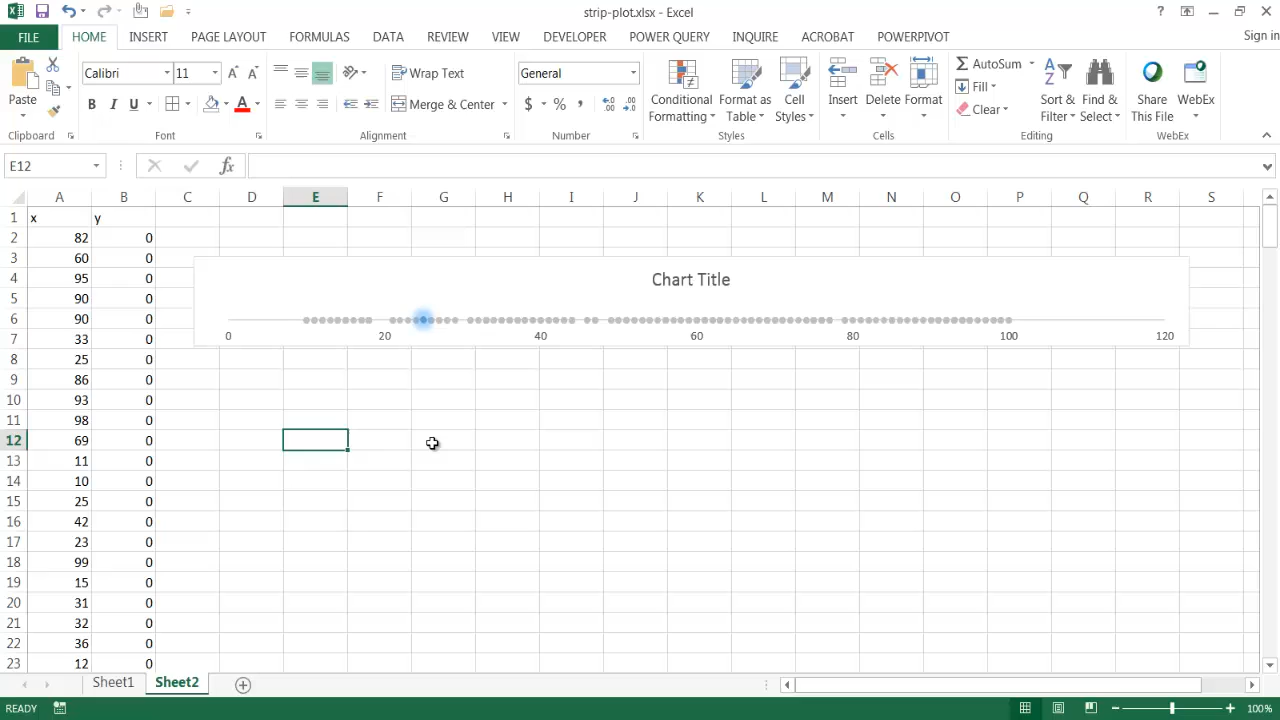 strip-plot.xlsx - Excel
Sign in
FILE HOME INSERT PAGE LAYOUT FORMULAS DATA REVIEW VIEW DEVELOPER POWER QUERY INQUIRE ACROBAT POWERPIVOT
Paste
Clipboard
Calibri 11
B I U
Font
Wrap Text
Merge & Center
Alignment
General
$ % ,
Number
Conditional Formatting
Format as Table
Cell Styles
Styles
Insert Delete Format
Cells
AutoSum
Fill
Clear
Sort & Filter
Find & Select
Editing
Share This File
WebEx
WebEx
E12 fx
A B C D E F G H I J K L M N O P Q R S
1 x y
2 82 0
3 60 0
4 95 0
5 90 0
6 90 0
7 33 0
8 25 0
9 86 0
10 93 0
11 98 0
12 69 0
13 11 0
14 10 0
15 25 0
16 42 0
17 23 0
18 99 0
19 15 0
20 31 0
21 32 0
22 36 0
23 12 0
Chart Title
0 20 40 60 80 100 120
Sheet1 Sheet2
READY
100%